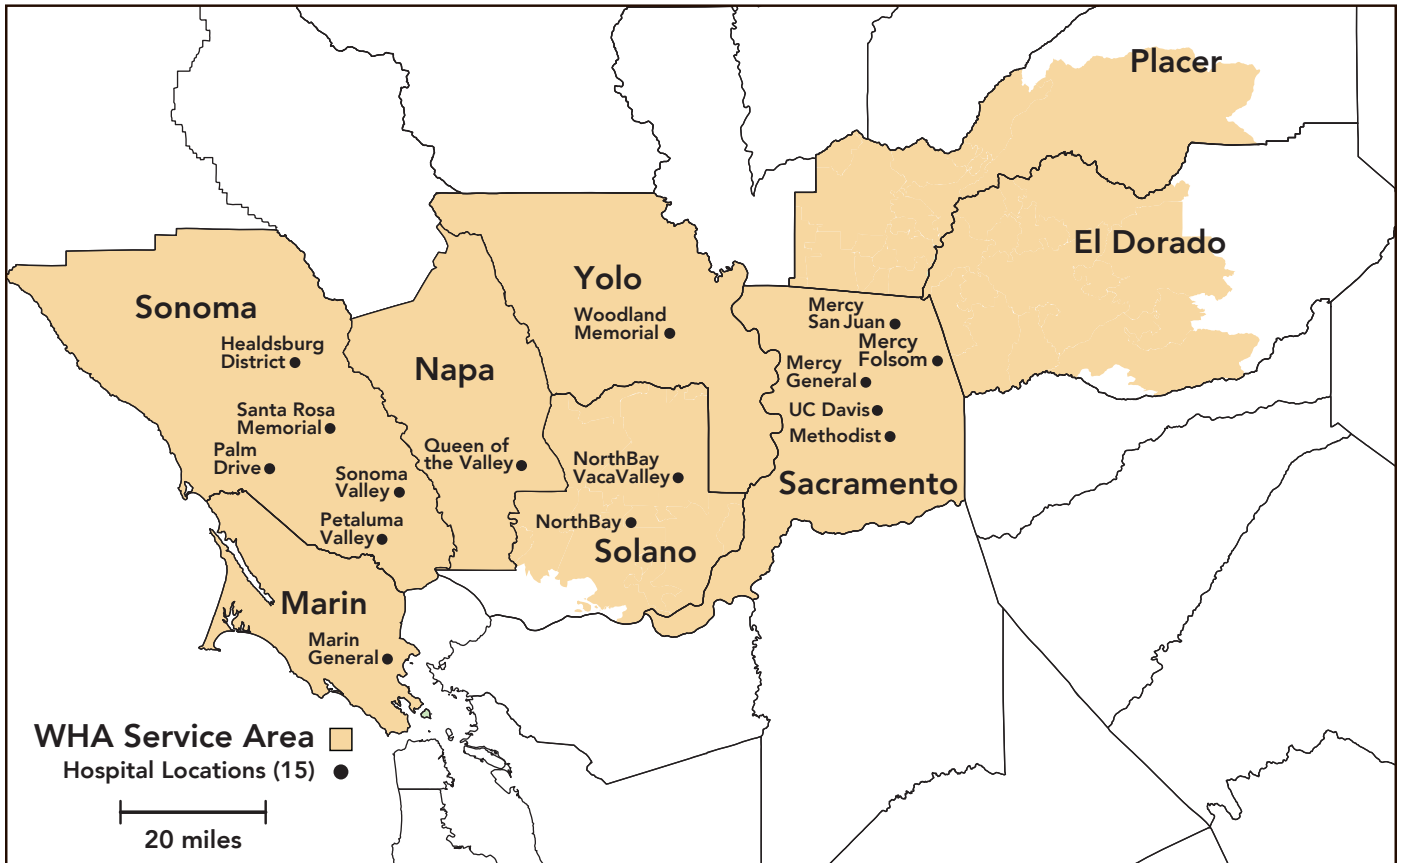 Placer
El Dorado
Yolo
Woodland
Memorial
Sonoma
Healdsburg
District
Santa Rosa
Memorial
Palm
Drive
Sonoma
Valley
Petaluma
Valley
Napa
Queen of
the Valley
Mercy
San Juan
Mercy
Folsom
Mercy
General
UC Davis
Methodist
Sacramento
NorthBay
VacaValley
NorthBay
Solano
Marin
Marin
General
WHA Service Area
Hospital Locations (15)
20 miles